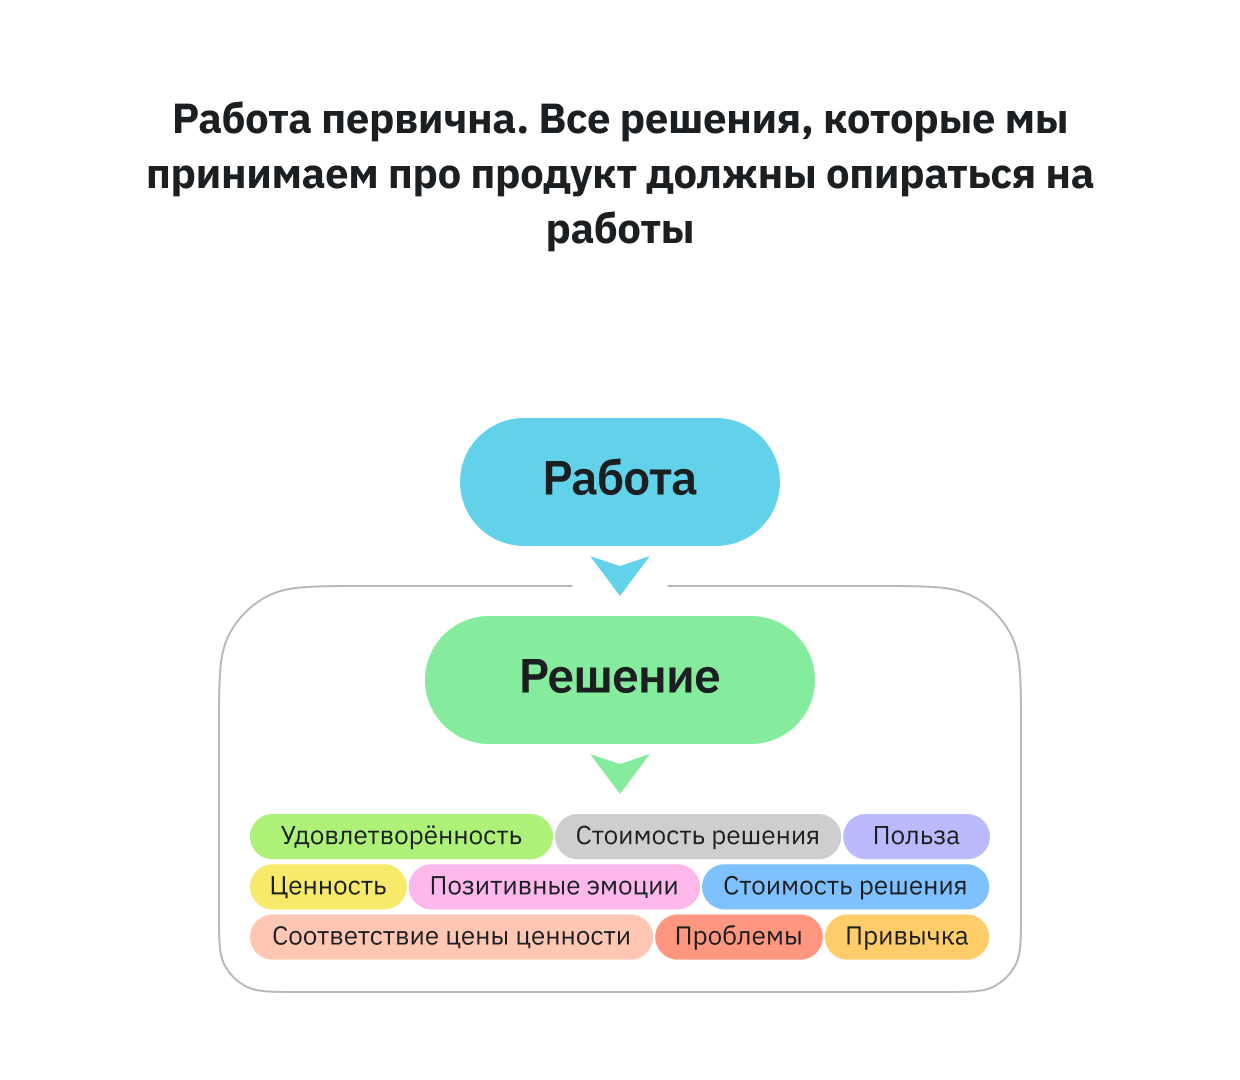 Работа первична. Все решения, которые мы
принимаем про продукт должны опираться на
работы
Работа
Решение
Удовлетворённость Стоимость решения Польза
Ценность Позитивные эмоции Стоимость решения
Соответствие цены ценности Проблемы Привычка